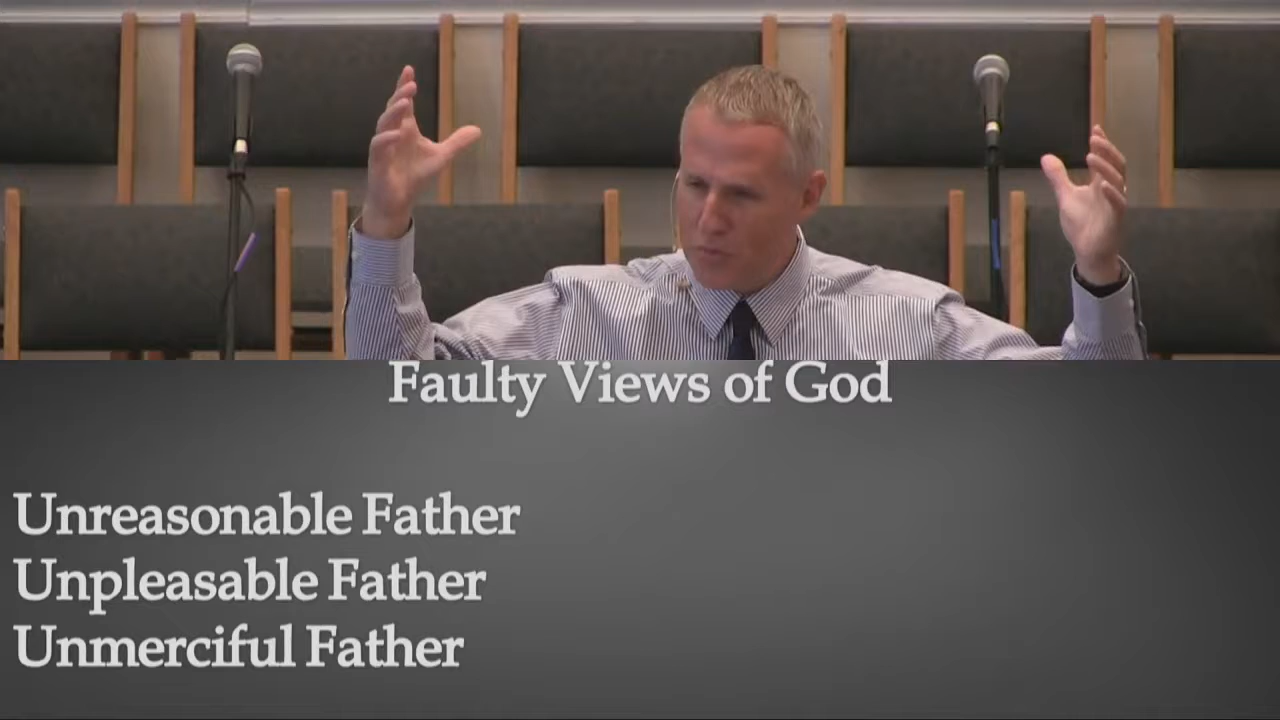 Faulty Views of God
Unreasonable Father
Unpleasable Father
Unmerciful Father